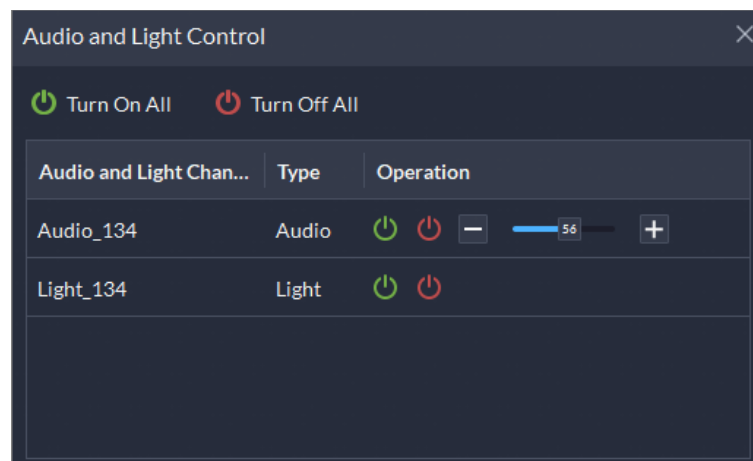 Audio and Light Control
Turn On All Turn Off All
Audio and Light Chan... Type Operation
Audio_134 Audio 56
Light_134 Light